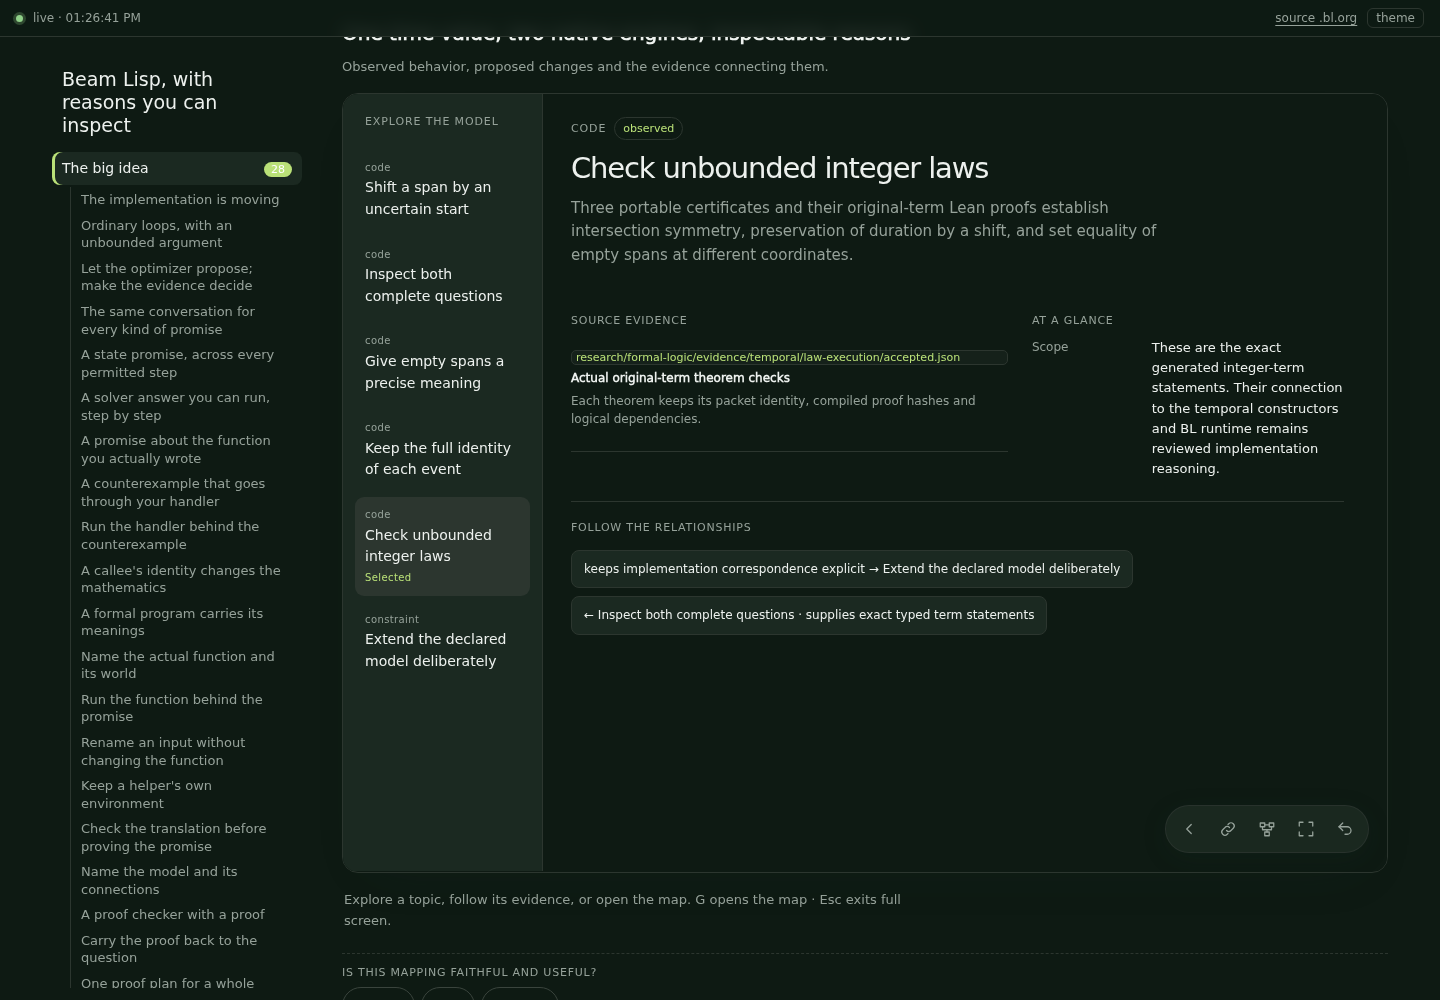 live · 01:26:41 PM
source .bl.org
theme
Beam Lisp, with
reasons you can
inspect
The big idea
28
The implementation is moving
Ordinary loops, with an
unbounded argument
Let the optimizer propose;
make the evidence decide
The same conversation for
every kind of promise
A state promise, across every
permitted step
A solver answer you can run,
step by step
A promise about the function
you actually wrote
A counterexample that goes
through your handler
Run the handler behind the
counterexample
A callee's identity changes the
mathematics
A formal program carries its
meanings
Name the actual function and
its world
Run the function behind the
promise
Rename an input without
changing the function
Keep a helper's own
environment
Check the translation before
proving the promise
Name the model and its
connections
A proof checker with a proof
Carry the proof back to the
question
One proof plan for a whole
One time value, two native engines, inspectable reasons
Observed behavior, proposed changes and the evidence connecting them.
EXPLORE THE MODEL
code
Shift a span by an
uncertain start
code
Inspect both
complete questions
code
Give empty spans a
precise meaning
code
Keep the full identity
of each event
code
Check unbounded
integer laws
Selected
constraint
Extend the declared
model deliberately
CODE observed
Check unbounded integer laws
Three portable certificates and their original-term Lean proofs establish
intersection symmetry, preservation of duration by a shift, and set equality of
empty spans at different coordinates.
SOURCE EVIDENCE
research/formal-logic/evidence/temporal/law-execution/accepted.json
Actual original-term theorem checks
Each theorem keeps its packet identity, compiled proof hashes and
logical dependencies.
AT A GLANCE
Scope
These are the exact
generated integer-term
statements. Their connection
to the temporal constructors
and BL runtime remains
reviewed implementation
reasoning.
FOLLOW THE RELATIONSHIPS
keeps implementation correspondence explicit → Extend the declared model deliberately
← Inspect both complete questions · supplies exact typed term statements
Explore a topic, follow its evidence, or open the map. G opens the map · Esc exits full
screen.
IS THIS MAPPING FAITHFUL AND USEFUL?